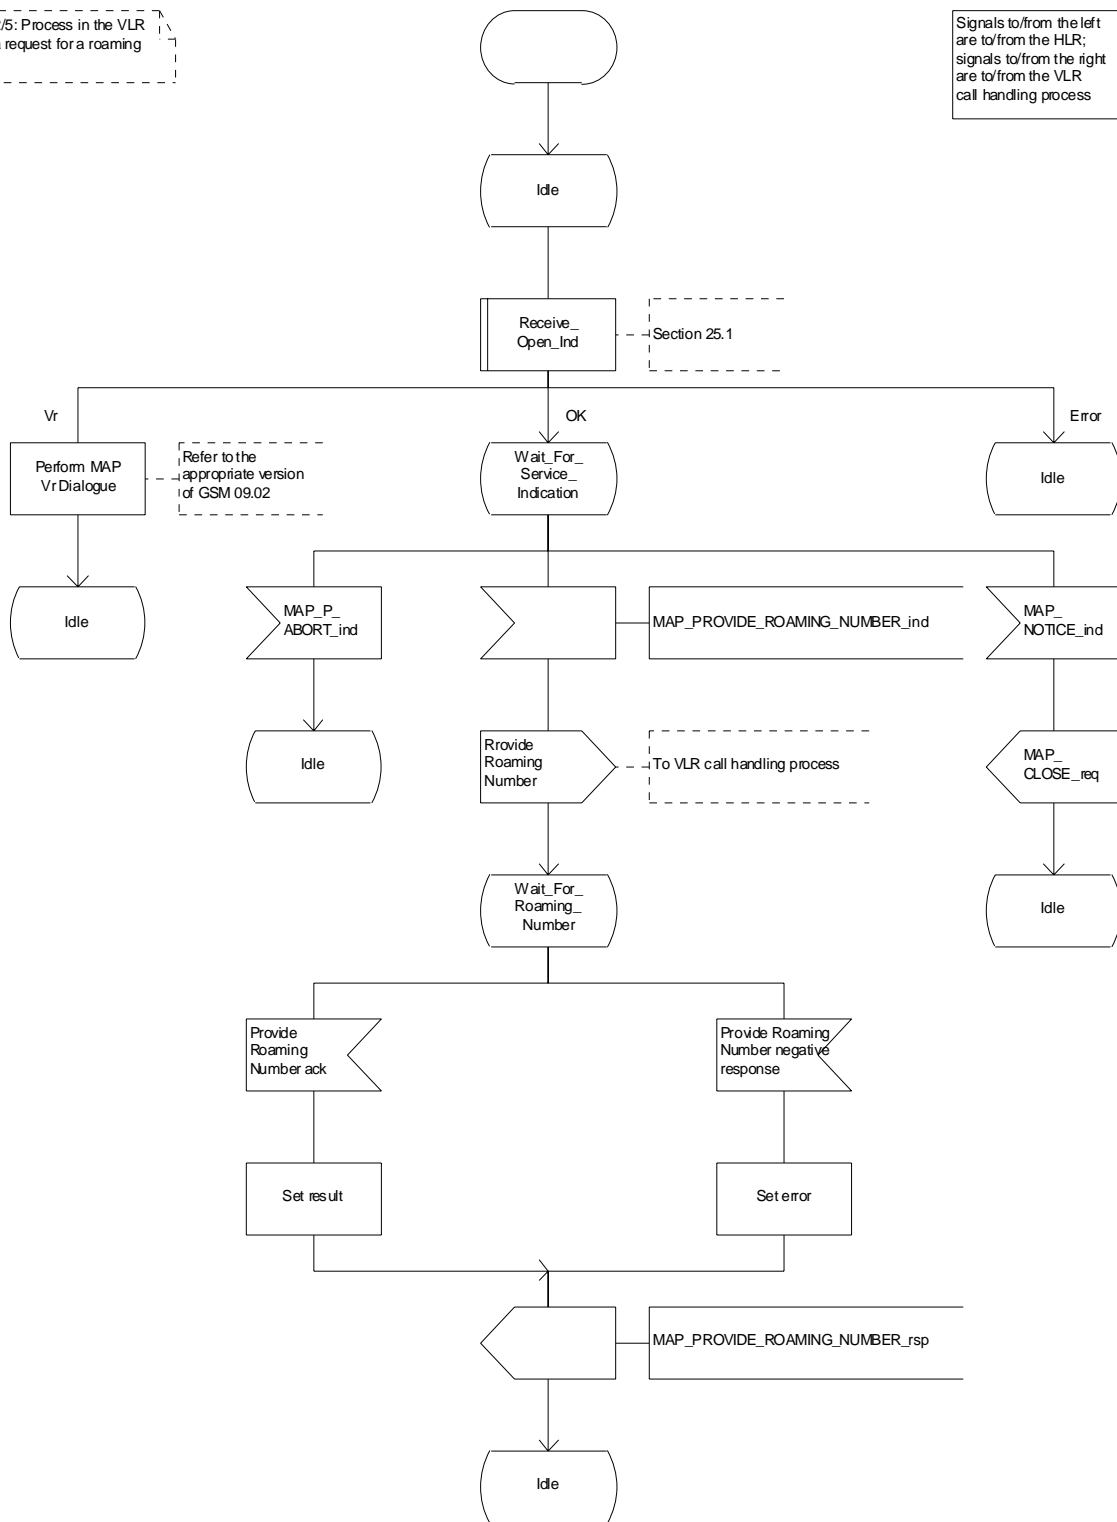 /5: Process in the VLR
request for a roaming
Signals to/from the left
are to/from the HLR;
signals to/from the right
are to/from the VLR
call handling process
Idle
Receive_
Open_Ind
Section 25.1
Vr
OK
Error
Perform MAP
Vr Dialogue
Refer to the
appropriate version
of GSM 09.02
Wait_For_
Service_
Indication
Idle
Idle
MAP_P_
ABORT_ind
MAP_PROVIDE_ROAMING_NUMBER_ind
MAP_
NOTICE_ind
Idle
Rrovide
Roaming
Number
To VLR call handling process
MAP_
CLOSE_req
Wait_For_
Roaming_
Number
Idle
Provide
Roaming
Number ack
Provide Roaming
Number negative
response
Set result
Set error
MAP_PROVIDE_ROAMING_NUMBER_rsp
Idle